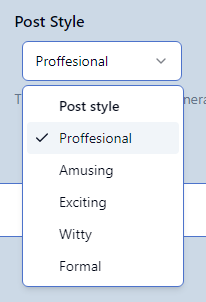 Post Style
Proffesional
Post style
Proffesional
Amusing
Exciting
Witty
Formal